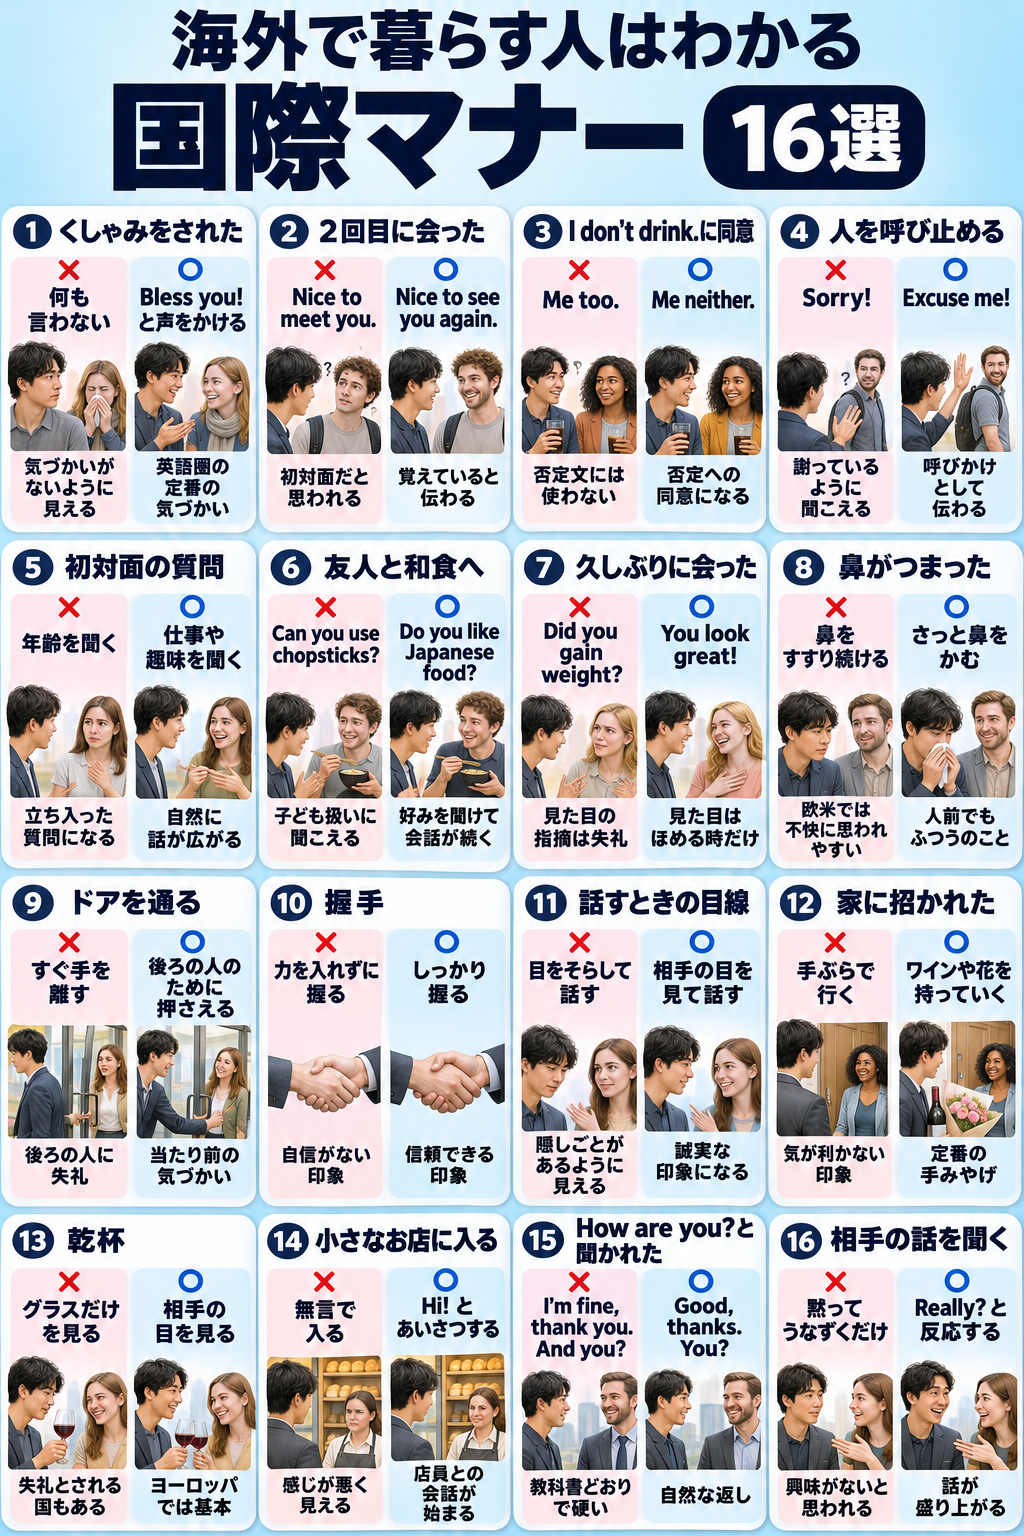 海外で暮らす人はわかる
国際マナー 16選
1 くしゃみをされた
何も
言わない
気づかいが
ないように
見える
Bless you!
と声をかける
英語圏の
定番の
気づかい
2 2回目に会った
Nice to
meet you.
初対面だと
思われる
Nice to see
you again.
覚えていると
伝わる
3 I don't drink.に同意
Me too.
否定文には
使わない
Me neither.
否定への
同意になる
4 人を呼び止める
Sorry!
謝っている
ように
聞こえる
Excuse me!
呼びかけ
として
伝わる
5 初対面の質問
年齢を聞く
立ち入った
質問になる
仕事や
趣味を聞く
自然に
話が広がる
6 友人と和食へ
Can you use
chopsticks?
子ども扱いに
聞こえる
Do you like
Japanese
food?
好みを聞けて
会話が続く
7 久しぶりに会った
Did you
gain
weight?
見た目の
指摘は失礼
You look
great!
見た目は
ほめる時だけ
8 鼻がつまった
鼻を
すすり続ける
欧米では
不快に思われ
やすい
さっと鼻を
かむ
人前でも
ふつうのこと
9 ドアを通る
すぐ手を
離す
後ろの人に
失礼
後ろの人の
ために
押さえる
当たり前の
気づかい
10 握手
力を入れずに
握る
自信がない
印象
しっかり
握る
信頼できる
印象
11 話すときの目線
目をそらして
話す
隠しごとが
あるように
見える
相手の目を
見て話す
誠実な
印象になる
12 家に招かれた
手ぶらで
行く
気が利かない
印象
ワインや花を
持っていく
定番の
手みやげ
13 乾杯
グラスだけ
を見る
失礼とされる
国もある
相手の
目を見る
ヨーロッパ
では基本
14 小さなお店に入る
無言で
入る
感じが悪く
見える
Hi! と
あいさつする
店員との
会話が
始まる
15 How are you?と
聞かれた
I'm fine,
thank you.
And you?
教科書どおり
で硬い
Good,
thanks.
You?
自然な返し
16 相手の話を聞く
黙って
うなずくだけ
興味がないと
思われる
Really? と
反応する
話が
盛り上がる